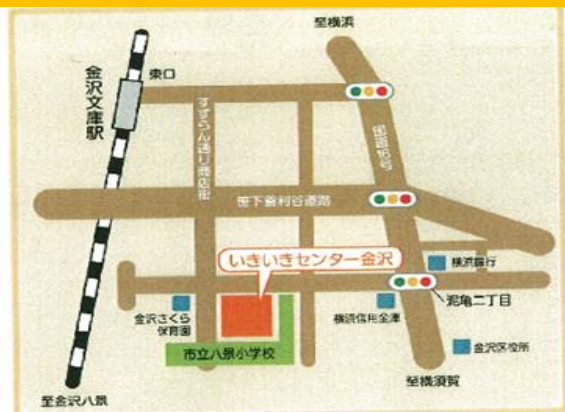 至横浜
東口
金沢文庫駅
すずらん通り商店街
国道16号
笹下釜利谷道路
いきいきセンター金沢
横浜銀行
泥亀二丁目
金沢さくら
保育園
横浜信用金庫
市立八景小学校
金沢区役所
至横須賀
至金沢八景